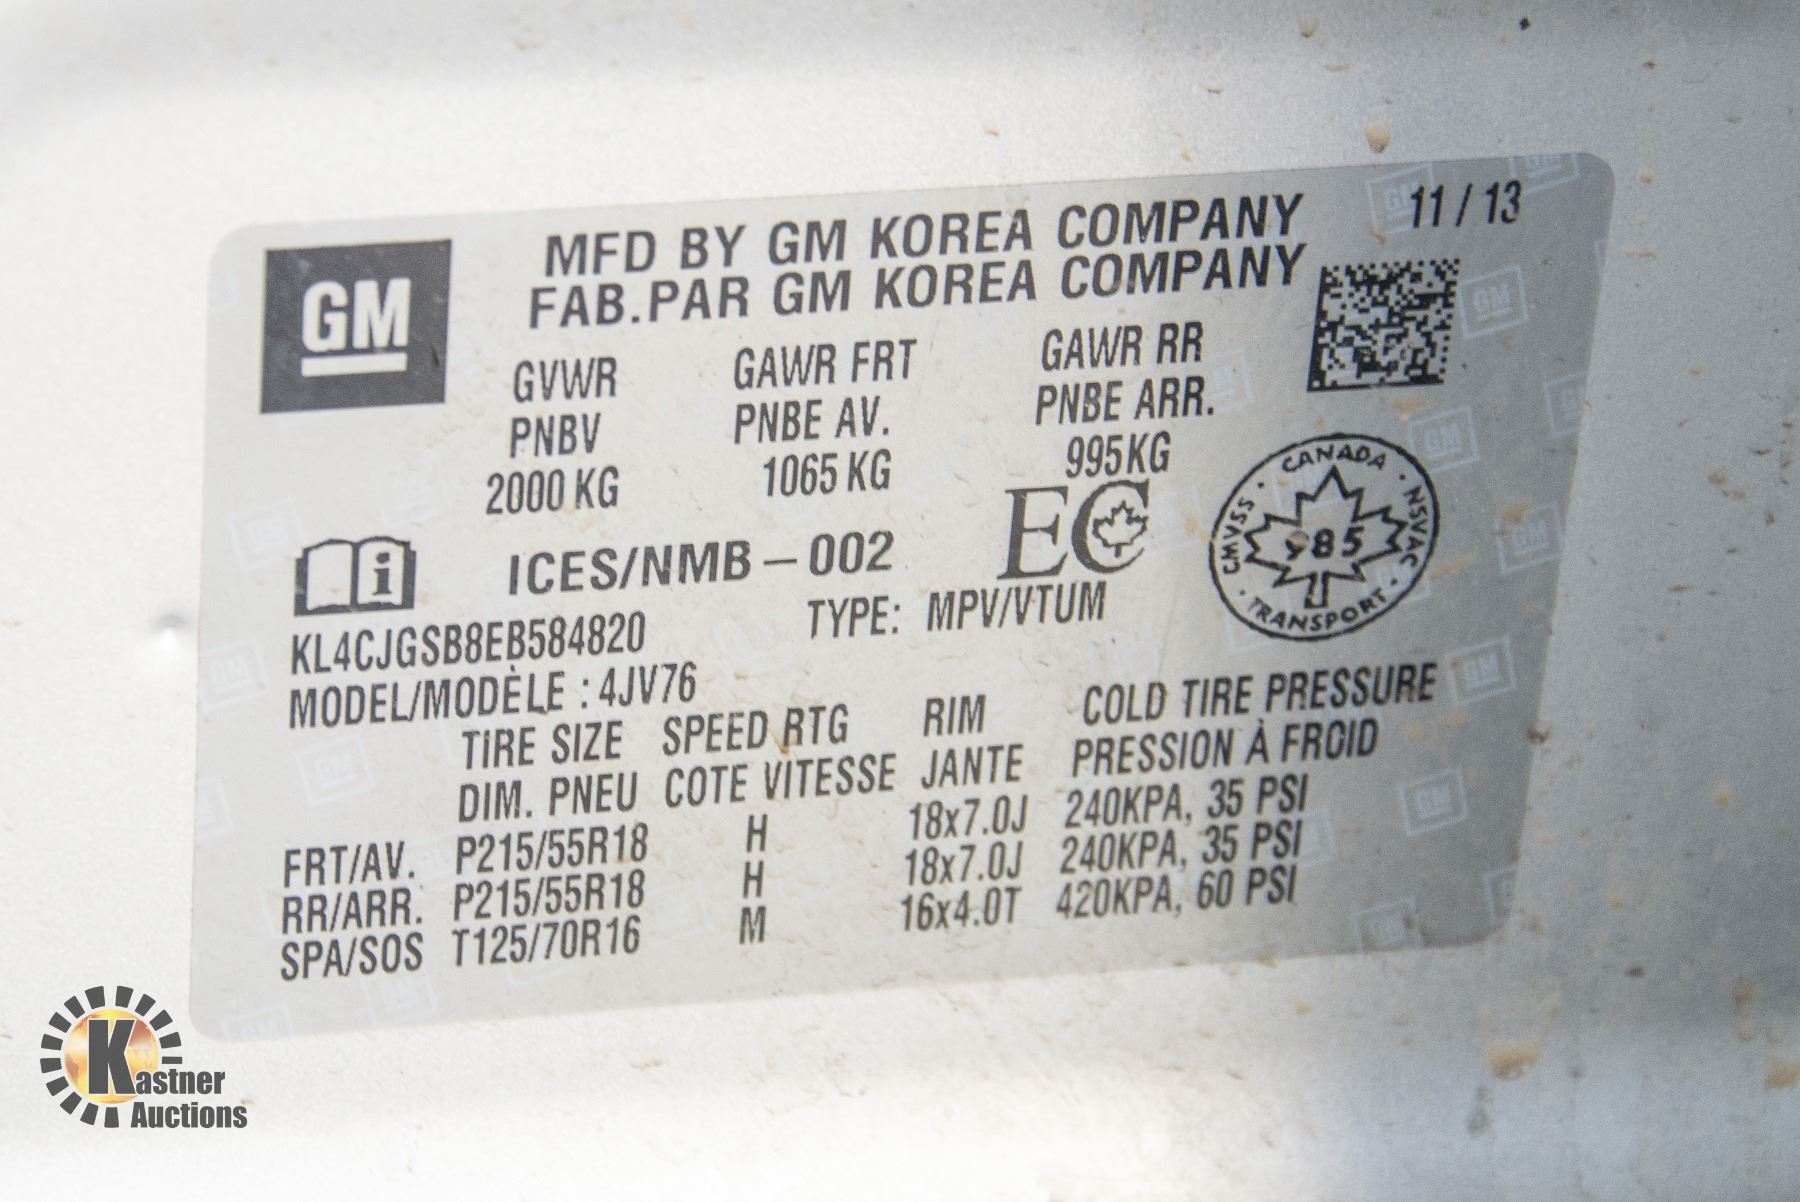 GM
MFD BY GM KOREA COMPANY 11 / 13
FAB.PAR GM KOREA COMPANY
GVWR GAWR FRT GAWR RR
PNBV PNBE AV. PNBE ARR.
2000 KG 1065 KG 995KG
i ICES/NMB – 002 EC
CANADA
CMVSS · NSVAC
85
TRANSPORT
KL4CJGSB8EB584820 TYPE: MPV/VTUM
MODEL/MODÈLE : 4JV76
TIRE SIZE SPEED RTG RIM COLD TIRE PRESSURE
DIM. PNEU COTE VITESSE JANTE PRESSION À FROID
FRT/AV. P215/55R18 H 18x7.0J 240KPA, 35 PSI
RR/ARR. P215/55R18 H 18x7.0J 240KPA, 35 PSI
SPA/SOS T125/70R16 M 16x4.0T 420KPA, 60 PSI
Kastner
Auctions